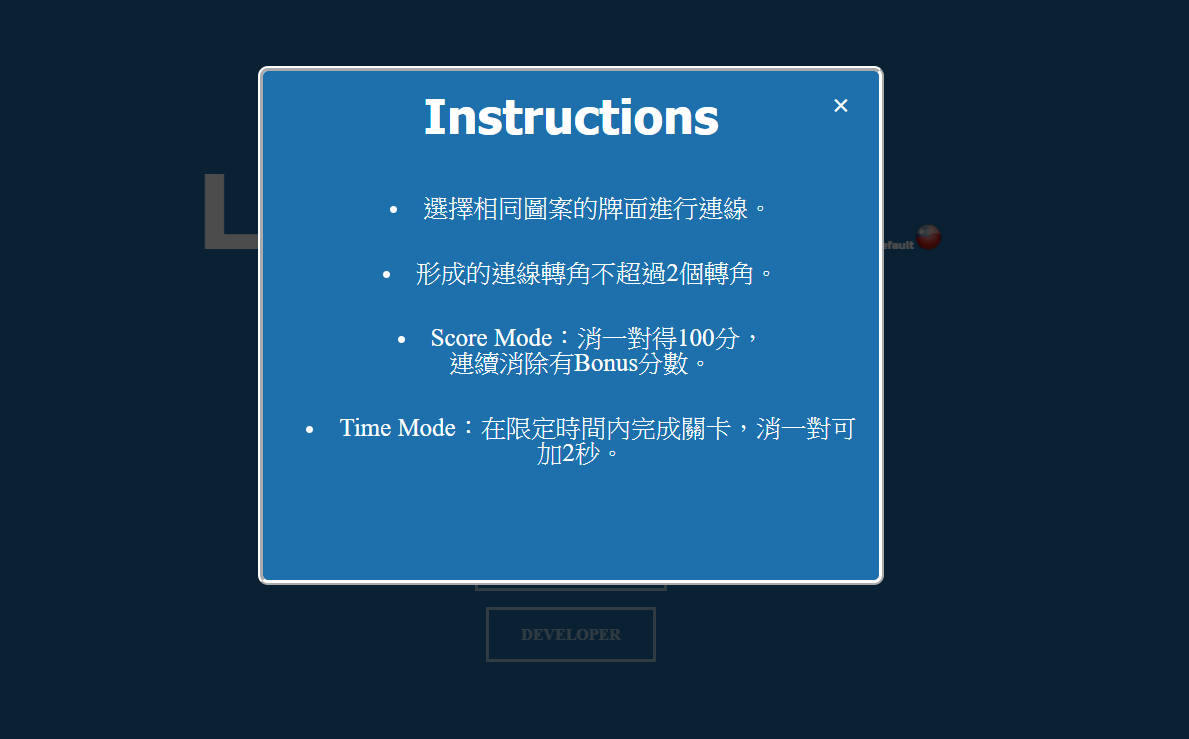 Instructions
×
L
efault
• 選擇相同圖案的牌面進行連線。
• 形成的連線轉角不超過2個轉角。
• Score Mode：消一對得100分，
連續消除有Bonus分數。
• Time Mode：在限定時間內完成關卡，消一對可
加2秒。
DEVELOPER